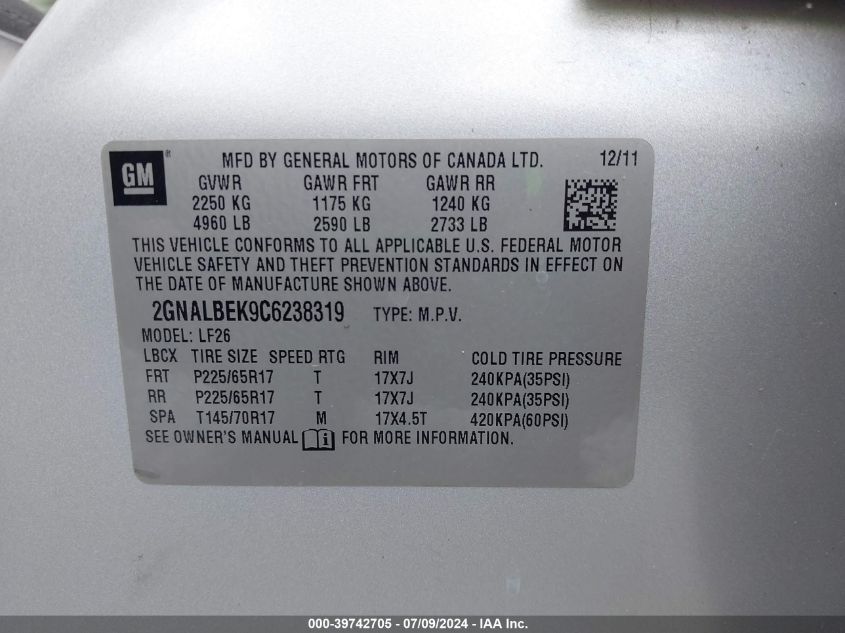 GM® MFD BY GENERAL MOTORS OF CANADA LTD. 12/11
GVWR GAWR FRT GAWR RR
2250 KG 1175 KG 1240 KG
4960 LB 2590 LB 2733 LB
THIS VEHICLE CONFORMS TO ALL APPLICABLE U.S. FEDERAL MOTOR
VEHICLE SAFETY AND THEFT PREVENTION STANDARDS IN EFFECT ON
THE DATE OF MANUFACTURE SHOWN ABOVE.
2GNALBEK9C6238319 TYPE: M.P.V.
MODEL: LF26
LBCX TIRE SIZE SPEED RTG RIM COLD TIRE PRESSURE
FRT P225/65R17 T 17X7J 240KPA(35PSI)
RR P225/65R17 T 17X7J 240KPA(35PSI)
SPA T145/70R17 M 17X4.5T 420KPA(60PSI)
SEE OWNER'S MANUAL i FOR MORE INFORMATION.
000-39742705 - 07/09/2024 - IAA Inc.